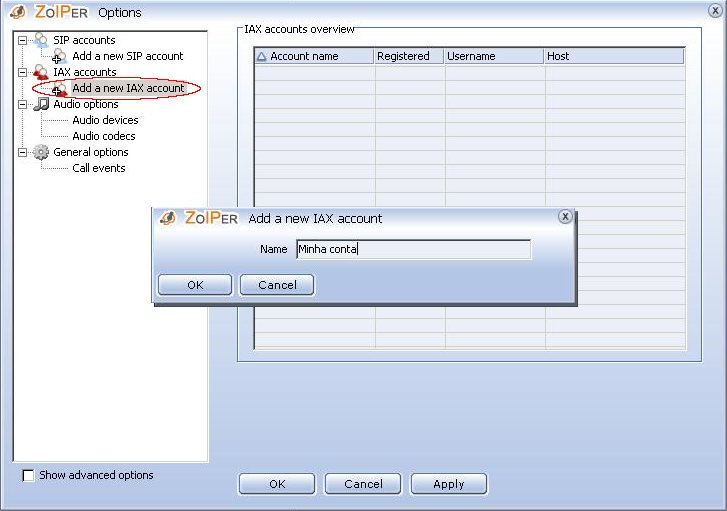 ZOIPER Options
SIP accounts
Add a new SIP account
IAX accounts
Add a new IAX account
Audio options
Audio devices
Audio codecs
General options
Call events
Show advanced options
IAX accounts overview
Account name Registered Username Host
ZOIPER Add a new IAX account
Name Minha conta
OK Cancel
OK Cancel Apply